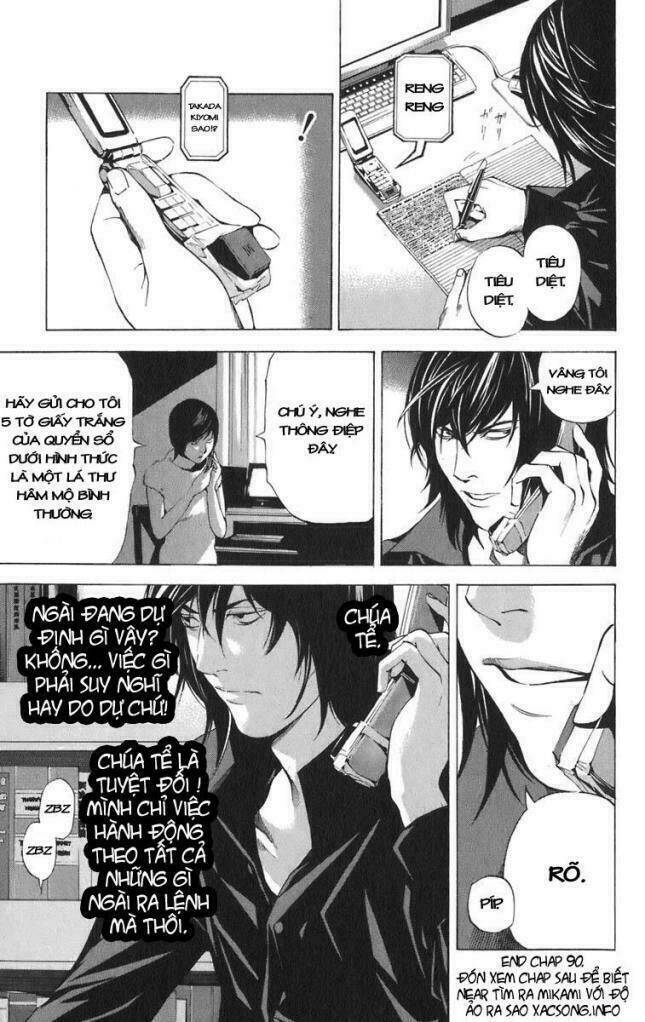 RENG
RENG
TIÊU
DIỆT.
TIÊU
DIỆT.
TAKADA
KIYOMI
SAO!?
!
VÂNG TÔI
NGHE ĐÂY.
CHÚ Ý, NGHE
THÔNG ĐIỆP
ĐÂY.
HÃY GỬI CHO TÔI
5 TỜ GIẤY TRẮNG
CỦA QUYỂN SỔ
DƯỚI HÌNH THỨC
LÀ MỘT LÁ THƯ
HÂM MỘ BÌNH
THƯỜNG.
RÕ.
PÍP.
CHÚA
TỂ,
NGÀI ĐANG DỰ
ĐỊNH GÌ VẬY?
KHÔNG... VIỆC GÌ
PHẢI SUY NGHĨ
HAY DO DỰ CHỨ!
CHÚA TỂ LÀ
TUYỆT ĐỐI!
MÌNH CHỈ VIỆC
HÀNH ĐỘNG
THEO TẤT CẢ
NHỮNG GÌ
NGÀI RA LỆNH
MÀ THÔI.
ZBZ
ZBZ
END CHAP 90.
ĐÓN XEM CHAP SAU ĐỂ BIẾT
NEAR TÌM RA MIKAMI VỚI ĐỘ
ẢO RA SAO XACSONG.INFO